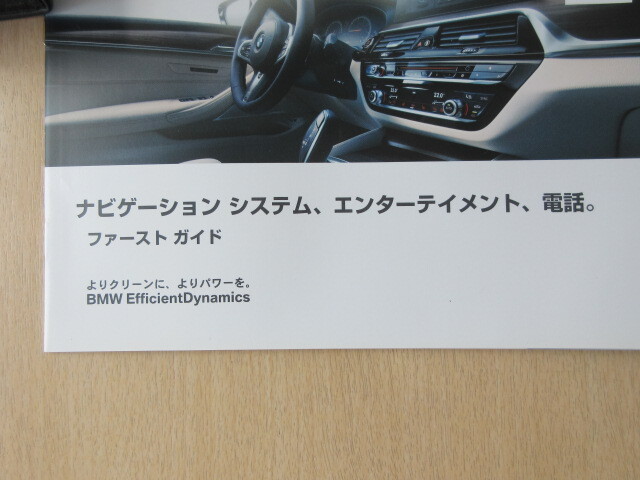 ナビゲーション システム、エンターテイメント、電話。
ファースト ガイド
よりクリーンに、よりパワーを。
BMW EfficientDynamics